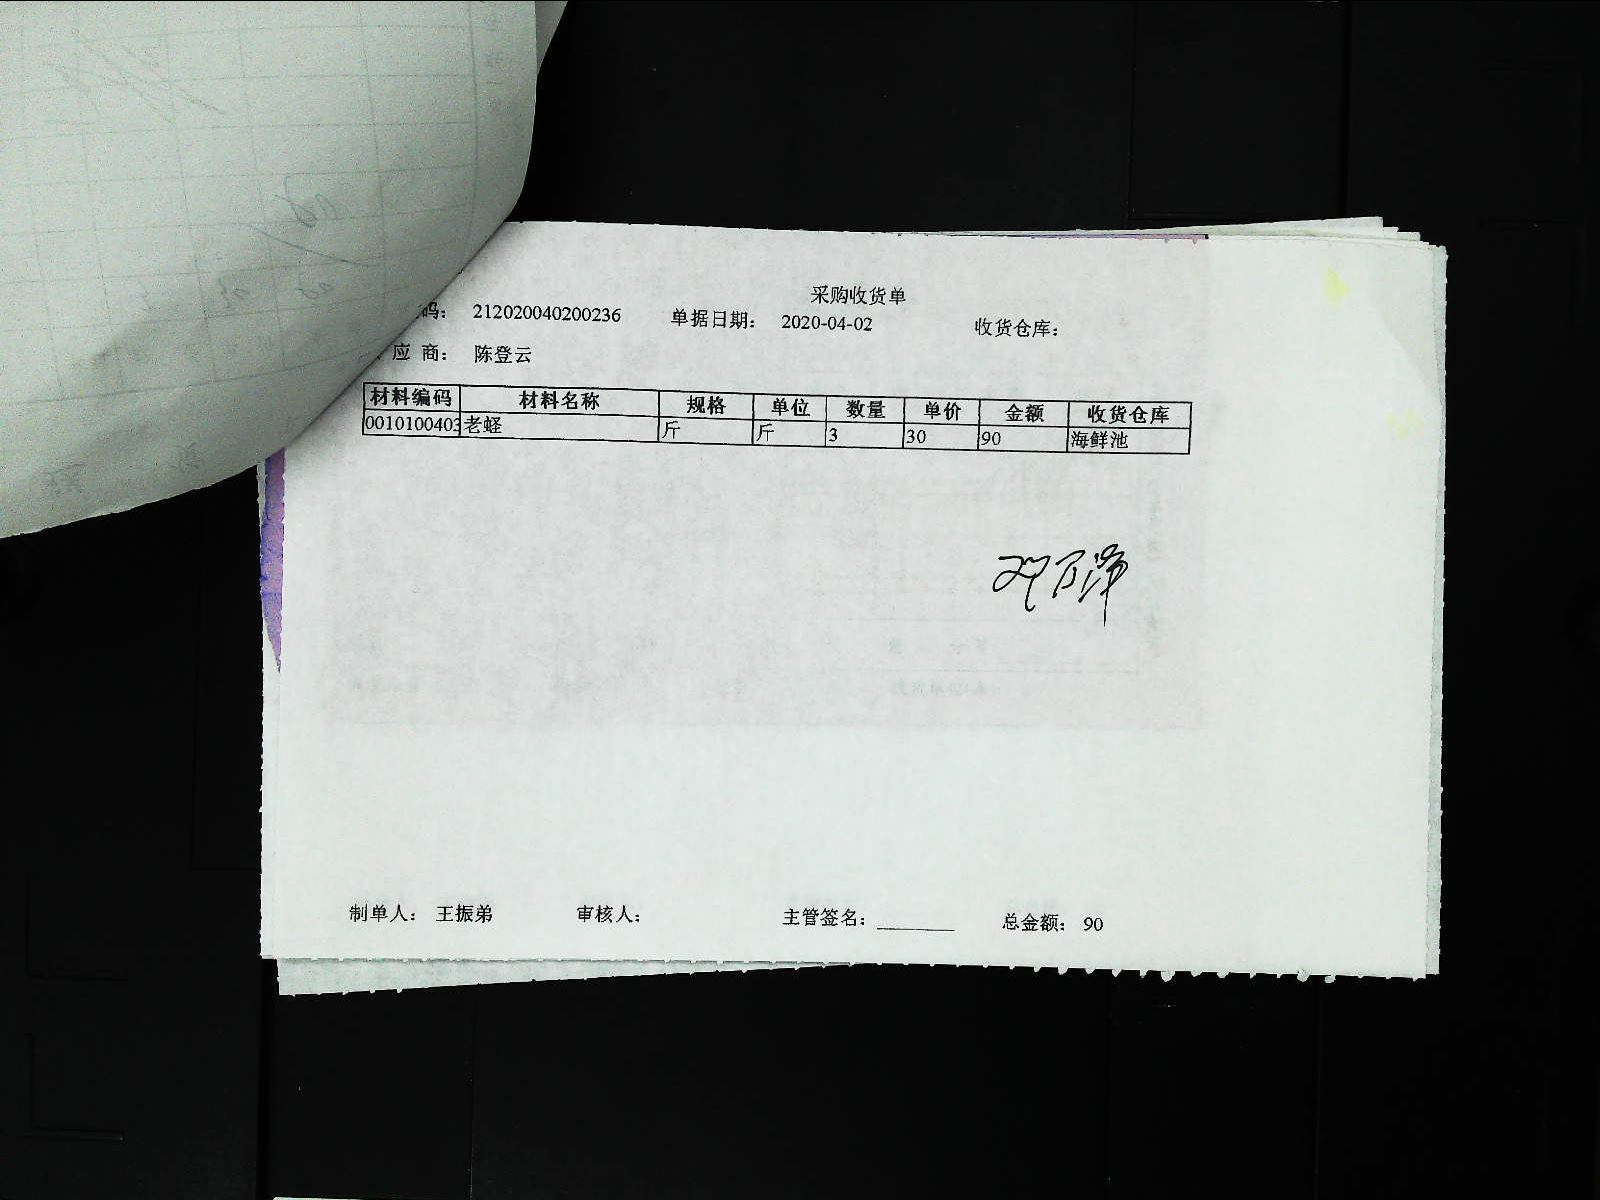 采购收货单
码： 212020040200236 单据日期： 2020-04-02 收货仓库：
应 商： 陈登云
材料编码 材料名称 规格 单位 数量 单价 金额 收货仓库
0010100403 老蛏 斤 斤 3 30 90 海鲜池
制单人： 王振弟 审核人： 主管签名： 总金额： 90